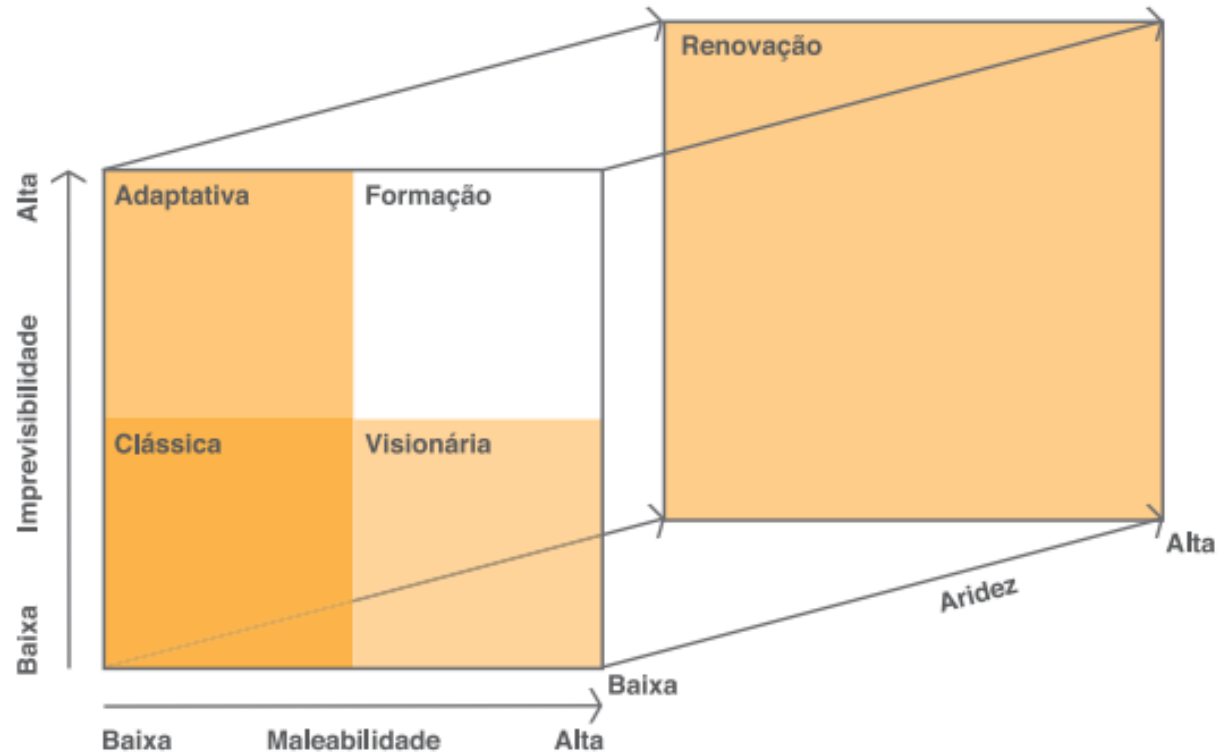 Renovação
Alta
Adaptativa
Formação
Imprevisibilidade
Clássica
Visionária
Alta
Aridez
Baixa
Baixa
Baixa
Maleabilidade
Alta